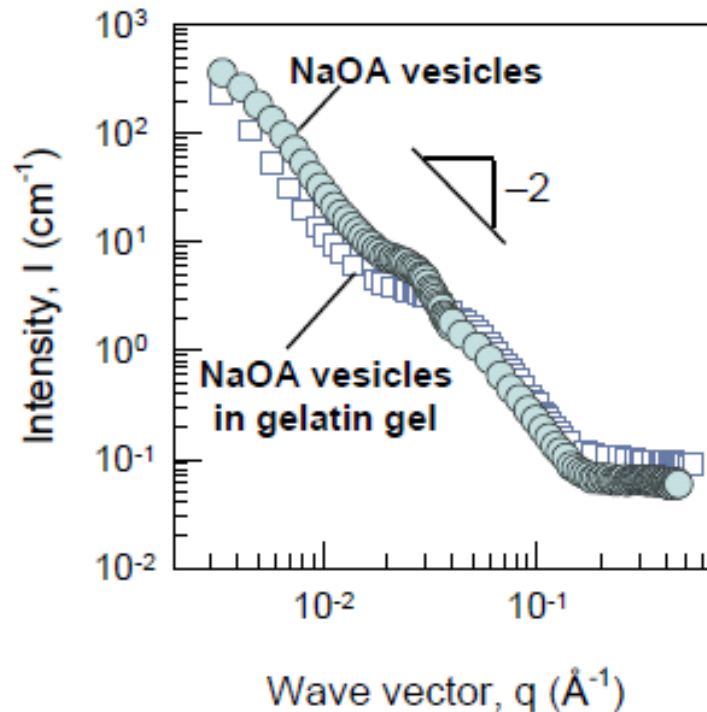 10³
NaOA vesicles
10²
–2
10¹
Intensity, I (cm⁻¹)
10⁰
NaOA vesicles
in gelatin gel
10⁻¹
10⁻²
10⁻² 10⁻¹
Wave vector, q (Å⁻¹)